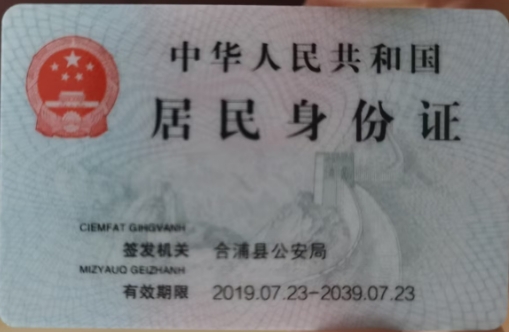 中华人民共和国
居民身份证
CIEMFAT GIHGVANH
签发机关 合浦县公安局
MIZYAUQ GEIZHANH
有效期限 2019.07.23-2039.07.23